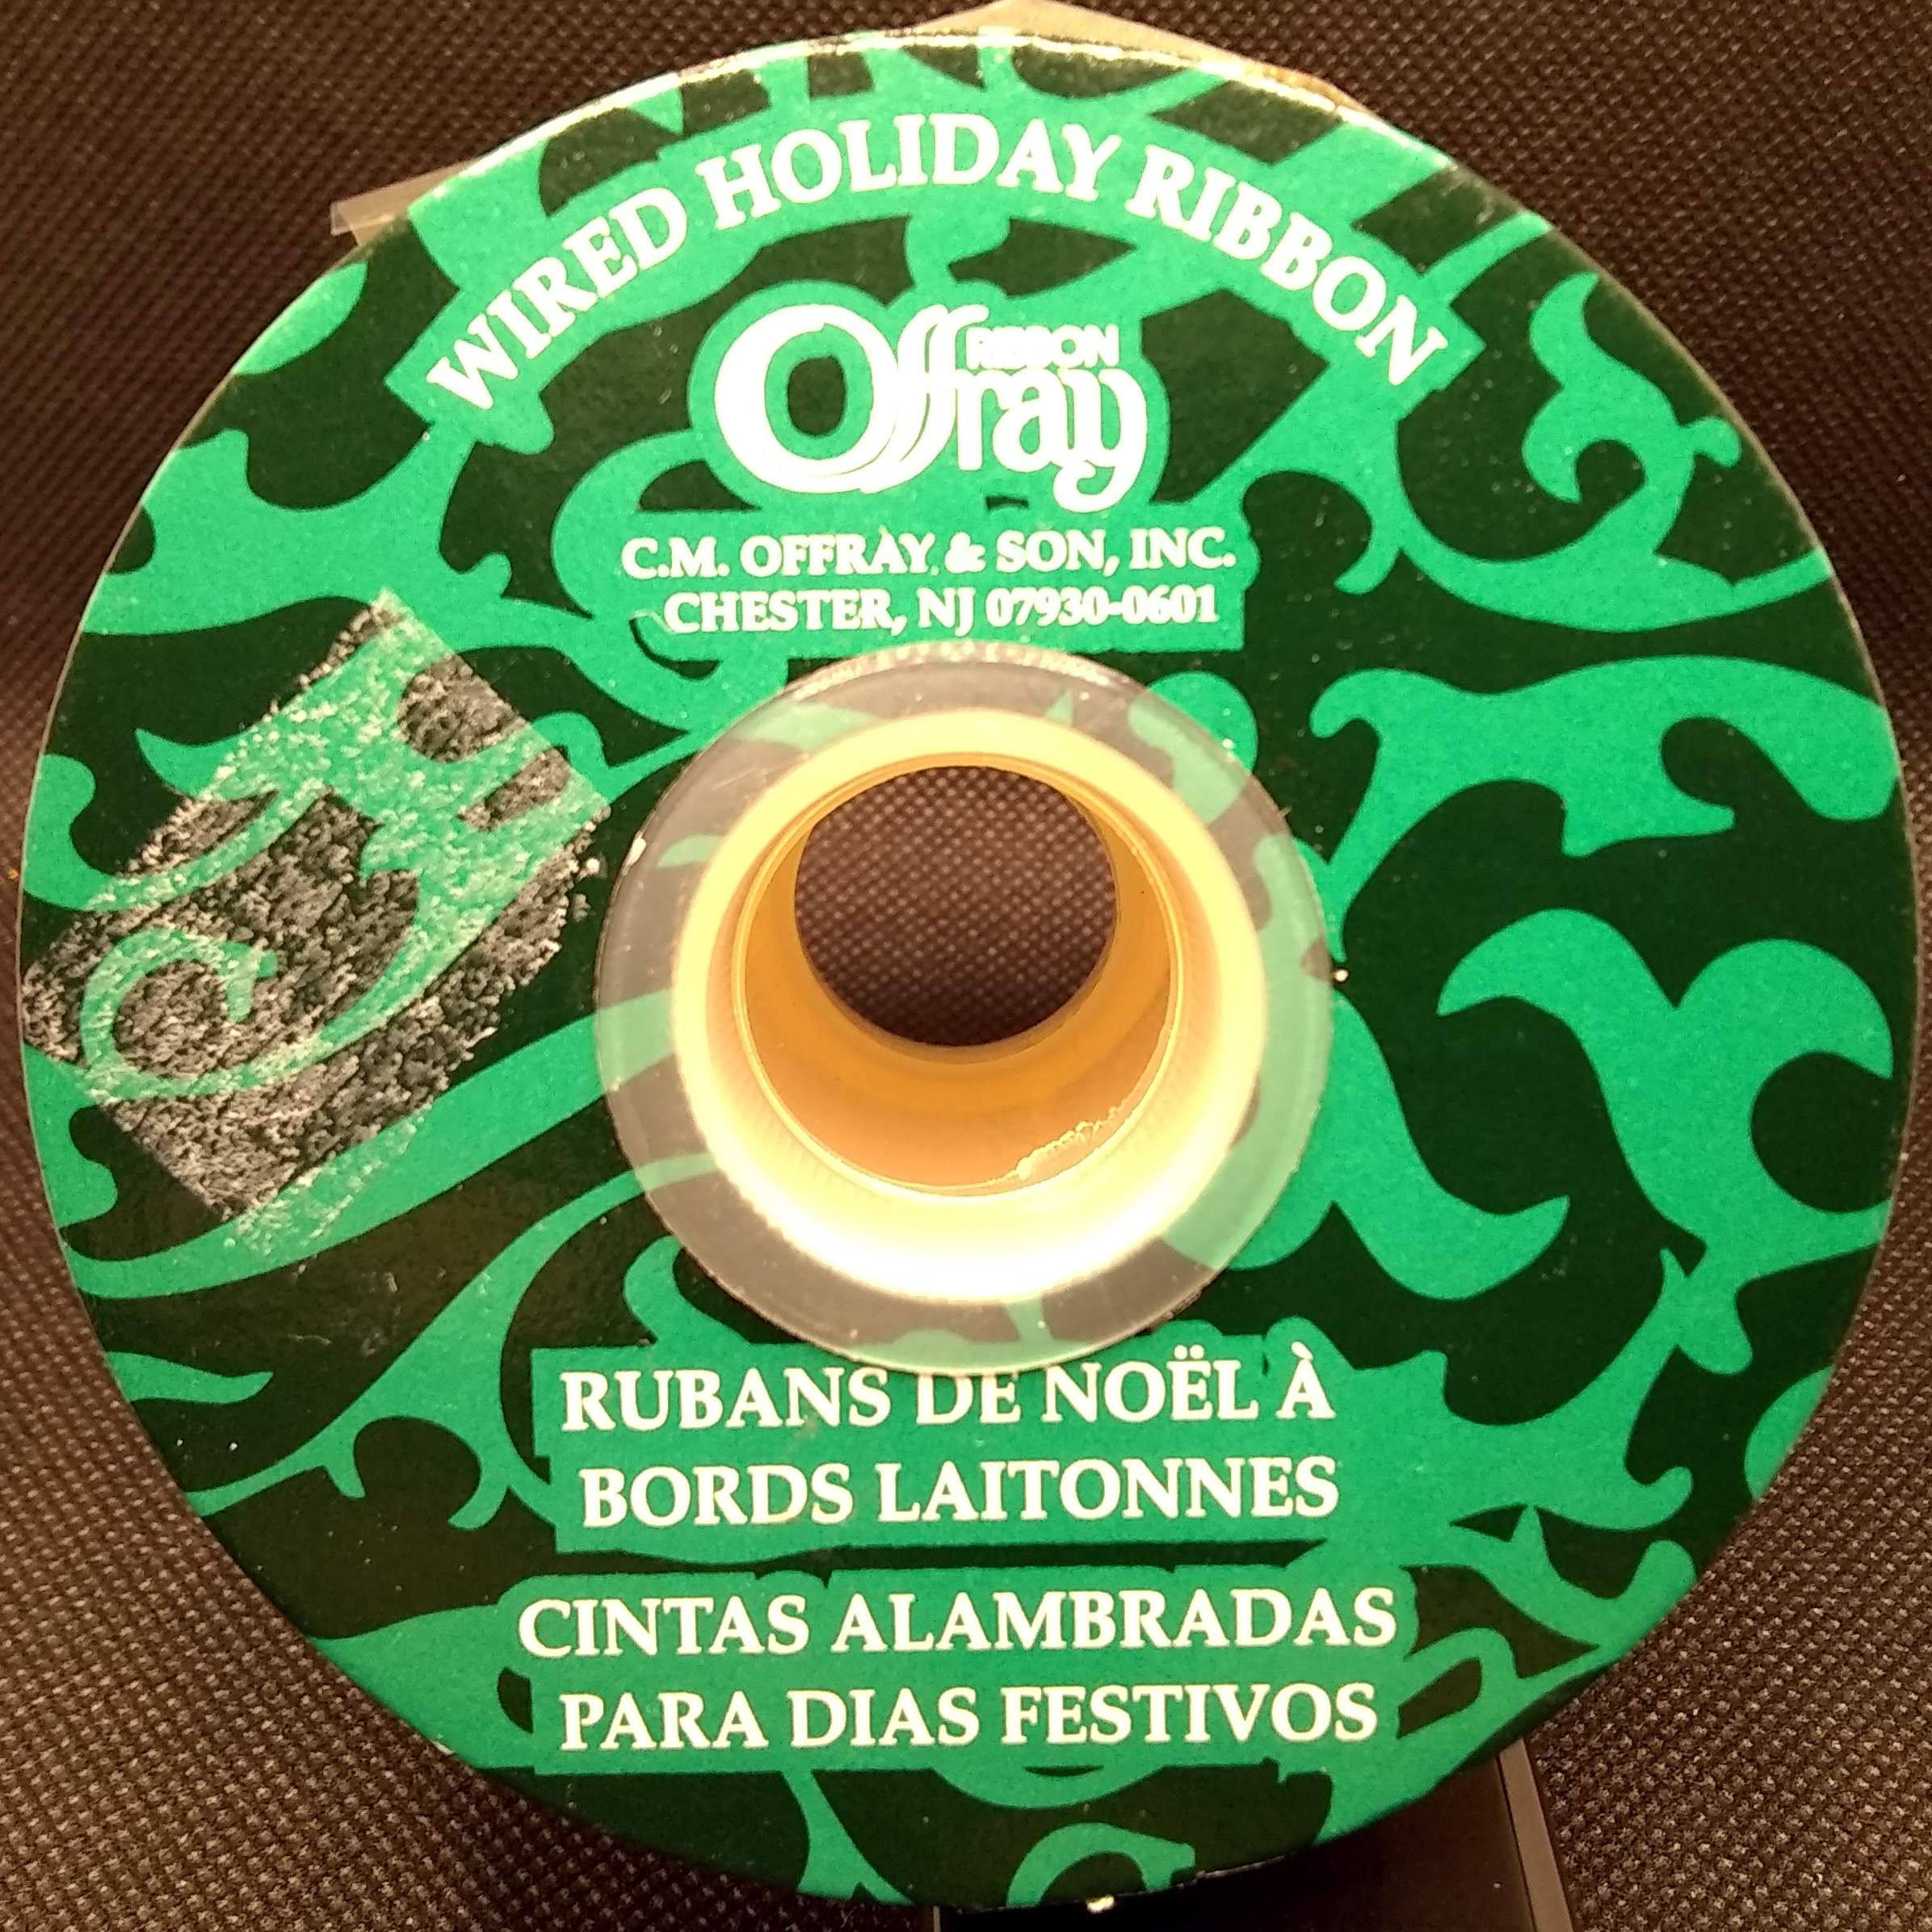 WIRED HOLIDAY RIBBON
Offray RIBBON
C.M. OFFRAY & SON, INC.
CHESTER, NJ 07930-0601
RUBANS DE NOËL À
BORDS LAITONNES
CINTAS ALAMBRADAS
PARA DIAS FESTIVOS